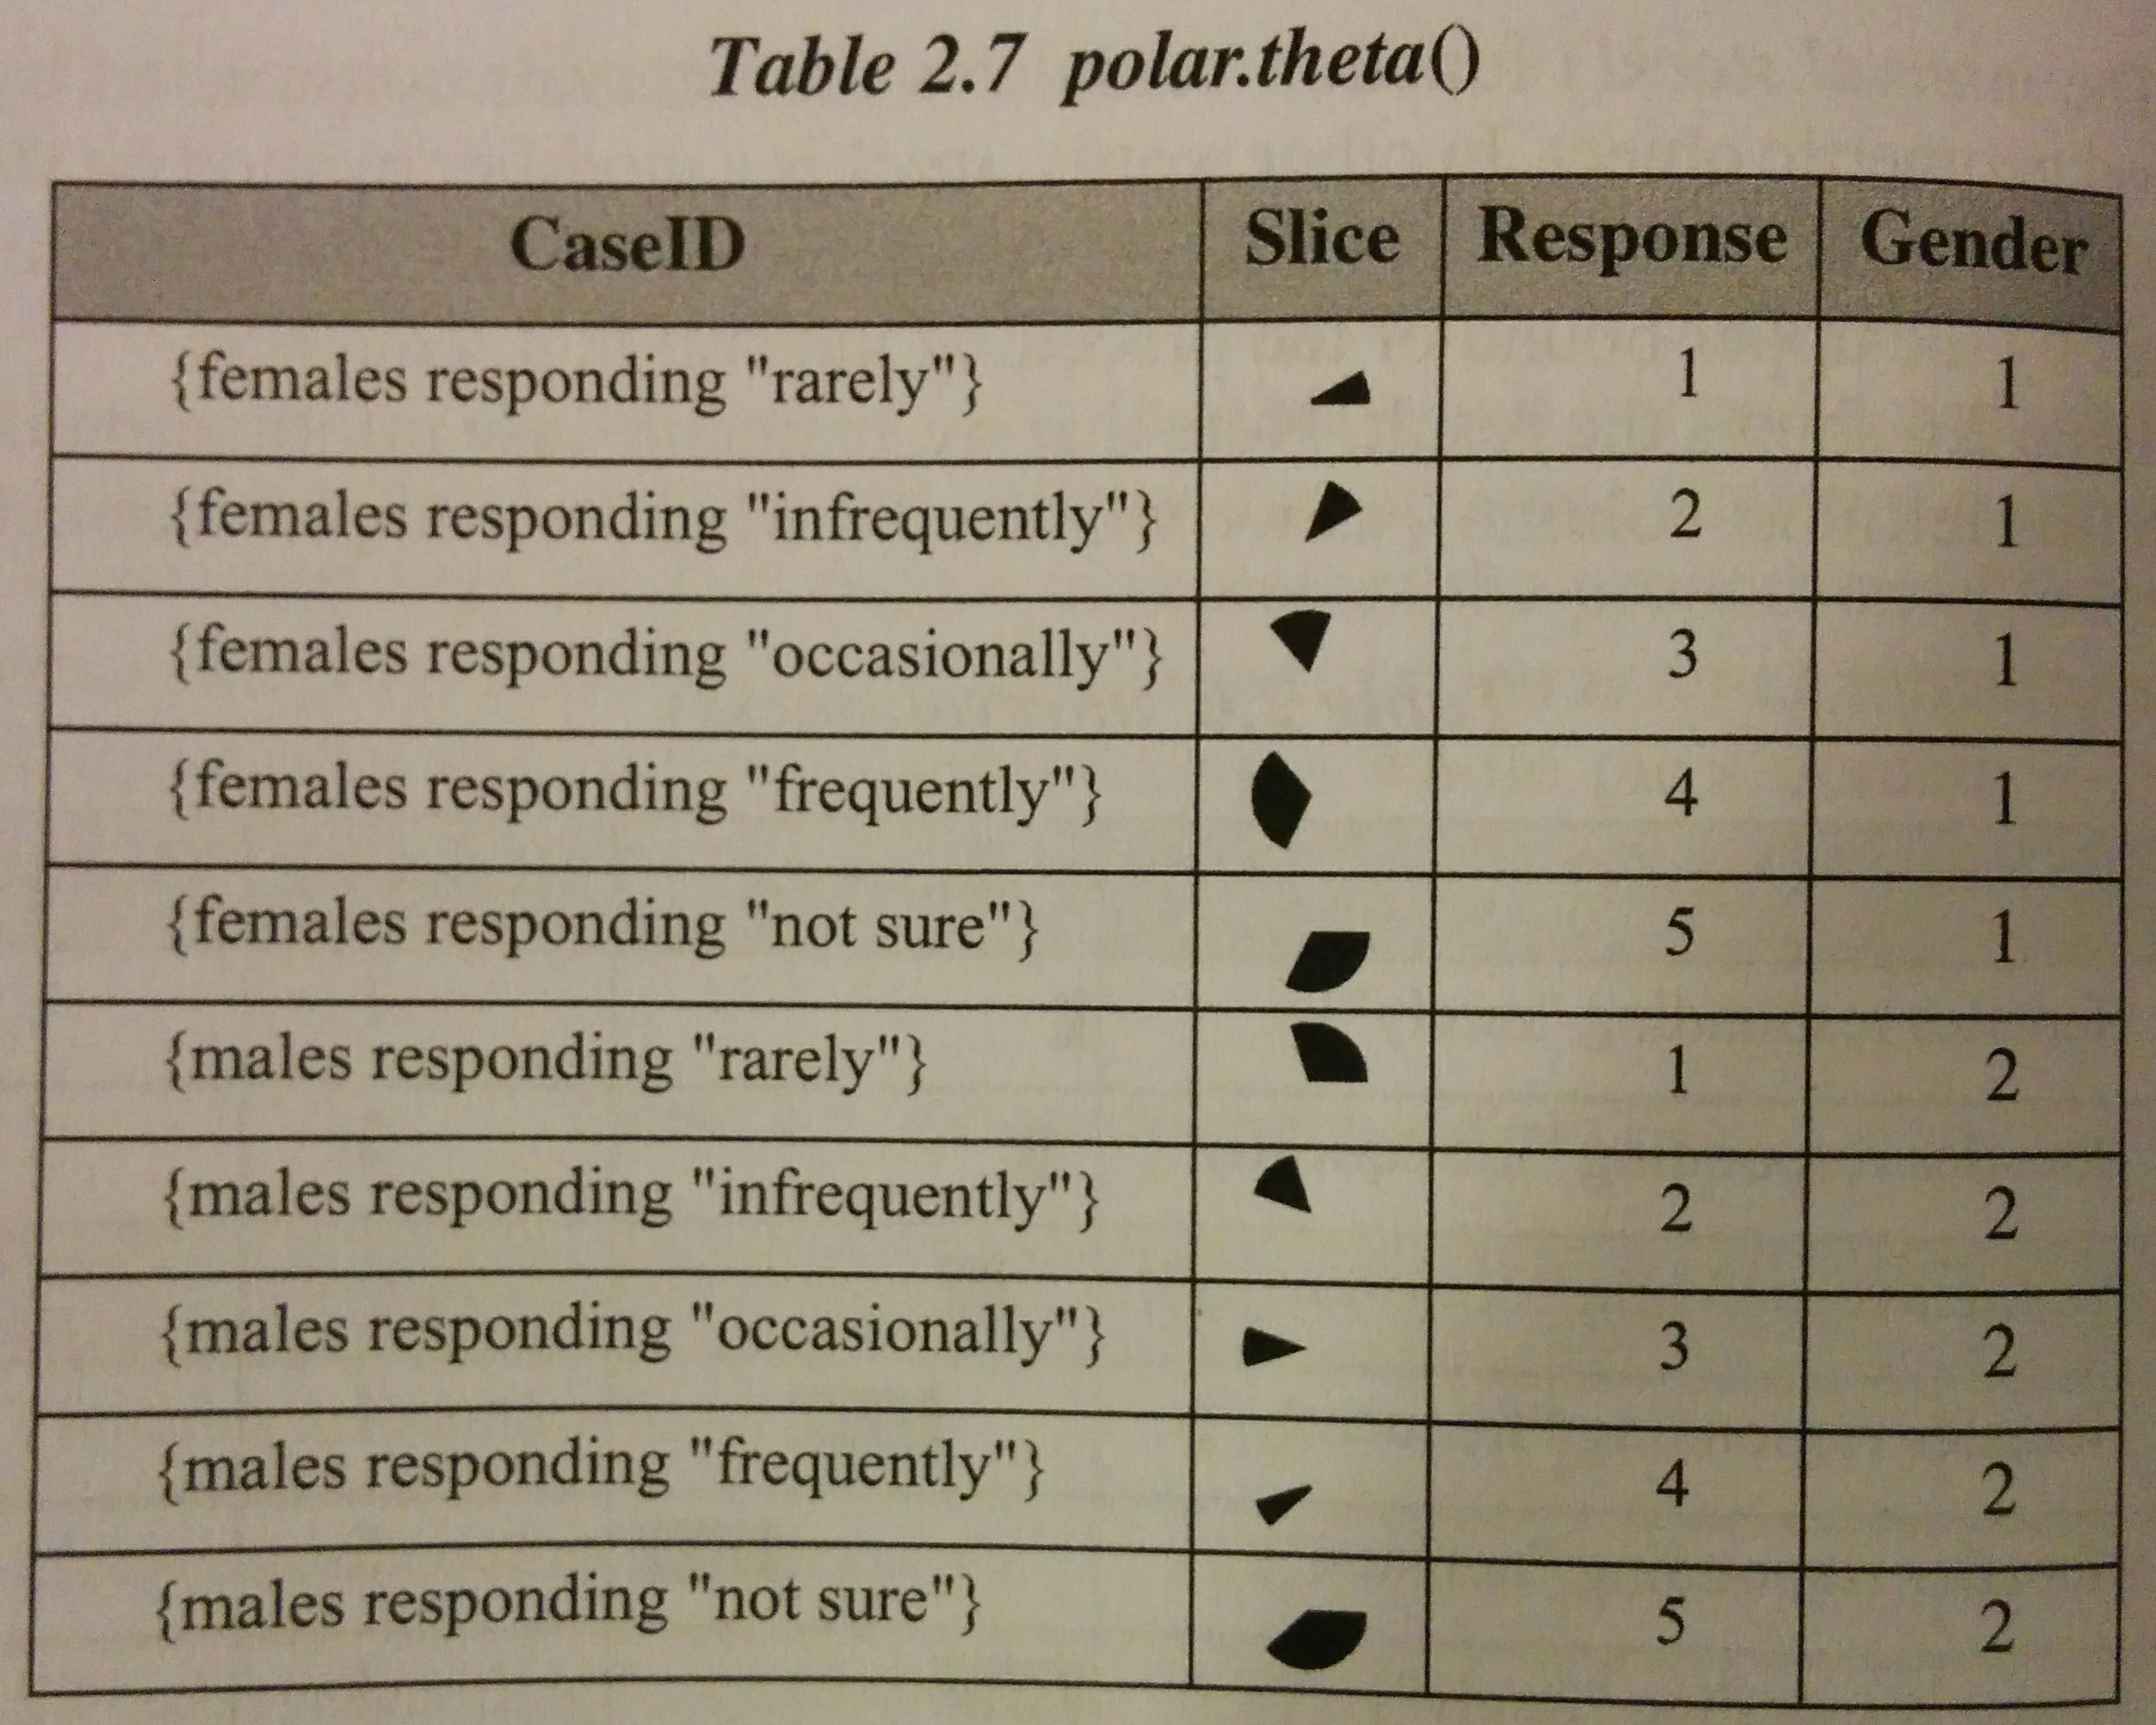 Table 2.7 polar.theta()
CaseID Slice Response Gender
{females responding "rarely"} 1 1
{females responding "infrequently"} 2 1
{females responding "occasionally"} 3 1
{females responding "frequently"} 4 1
{females responding "not sure"} 5 1
{males responding "rarely"} 1 2
{males responding "infrequently"} 2 2
{males responding "occasionally"} 3 2
{males responding "frequently"} 4 2
{males responding "not sure"} 5 2